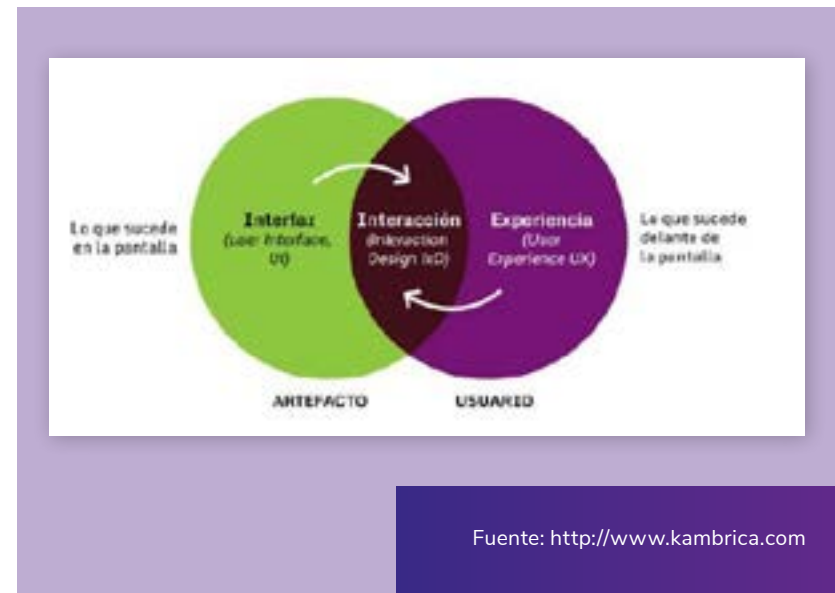 Lo que sucede
en la pantalla
Interfaz
(User Interface,
UI)
Interacción
(Interaction
Design IxD)
Experiencia
(User
Experience UX)
Lo que sucede
delante de
la pantalla
ARTEFACTO
USUARIO
Fuente: http://www.kambrica.com